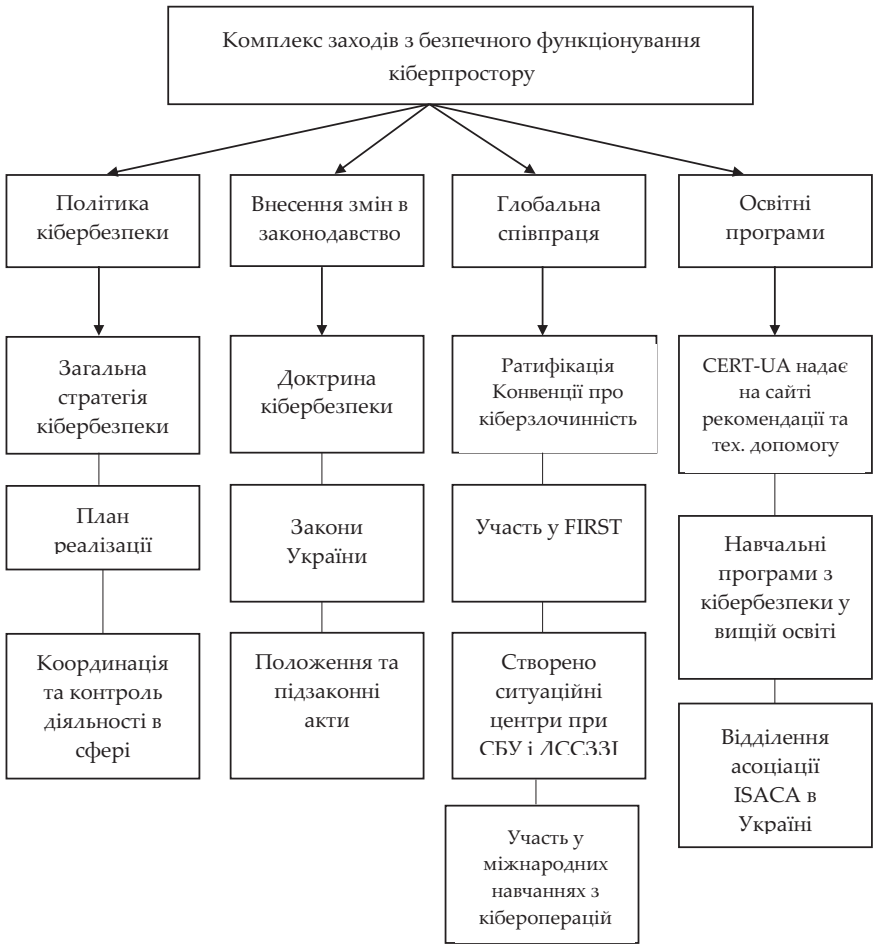 Комплекс заходів з безпечного функціонування
кіберпростору
Політика
кібербезпеки
Внесення змін в
законодавство
Глобальна
співпраця
Освітні
програми
Загальна
стратегія
кібербезпеки
Доктрина
кібербезпеки
Ратифікація
Конвенції про
кіберзлочинність
CERT-UA надає
на сайті
рекомендації та
тех. допомогу
План
реалізації
Закони
України
Участь у FIRST
Навчальні
програми з
кібербезпеки у
вищій освіті
Координація
та контроль
діяльності в
сфері
Положення та
підзаконні
акти
Створено
ситуаційні
центри при
СБУ і ДССЗЗІ
Відділення
асоціації
ISACA в
Україні
Участь у
міжнародних
навчаннях з
кібероперацій